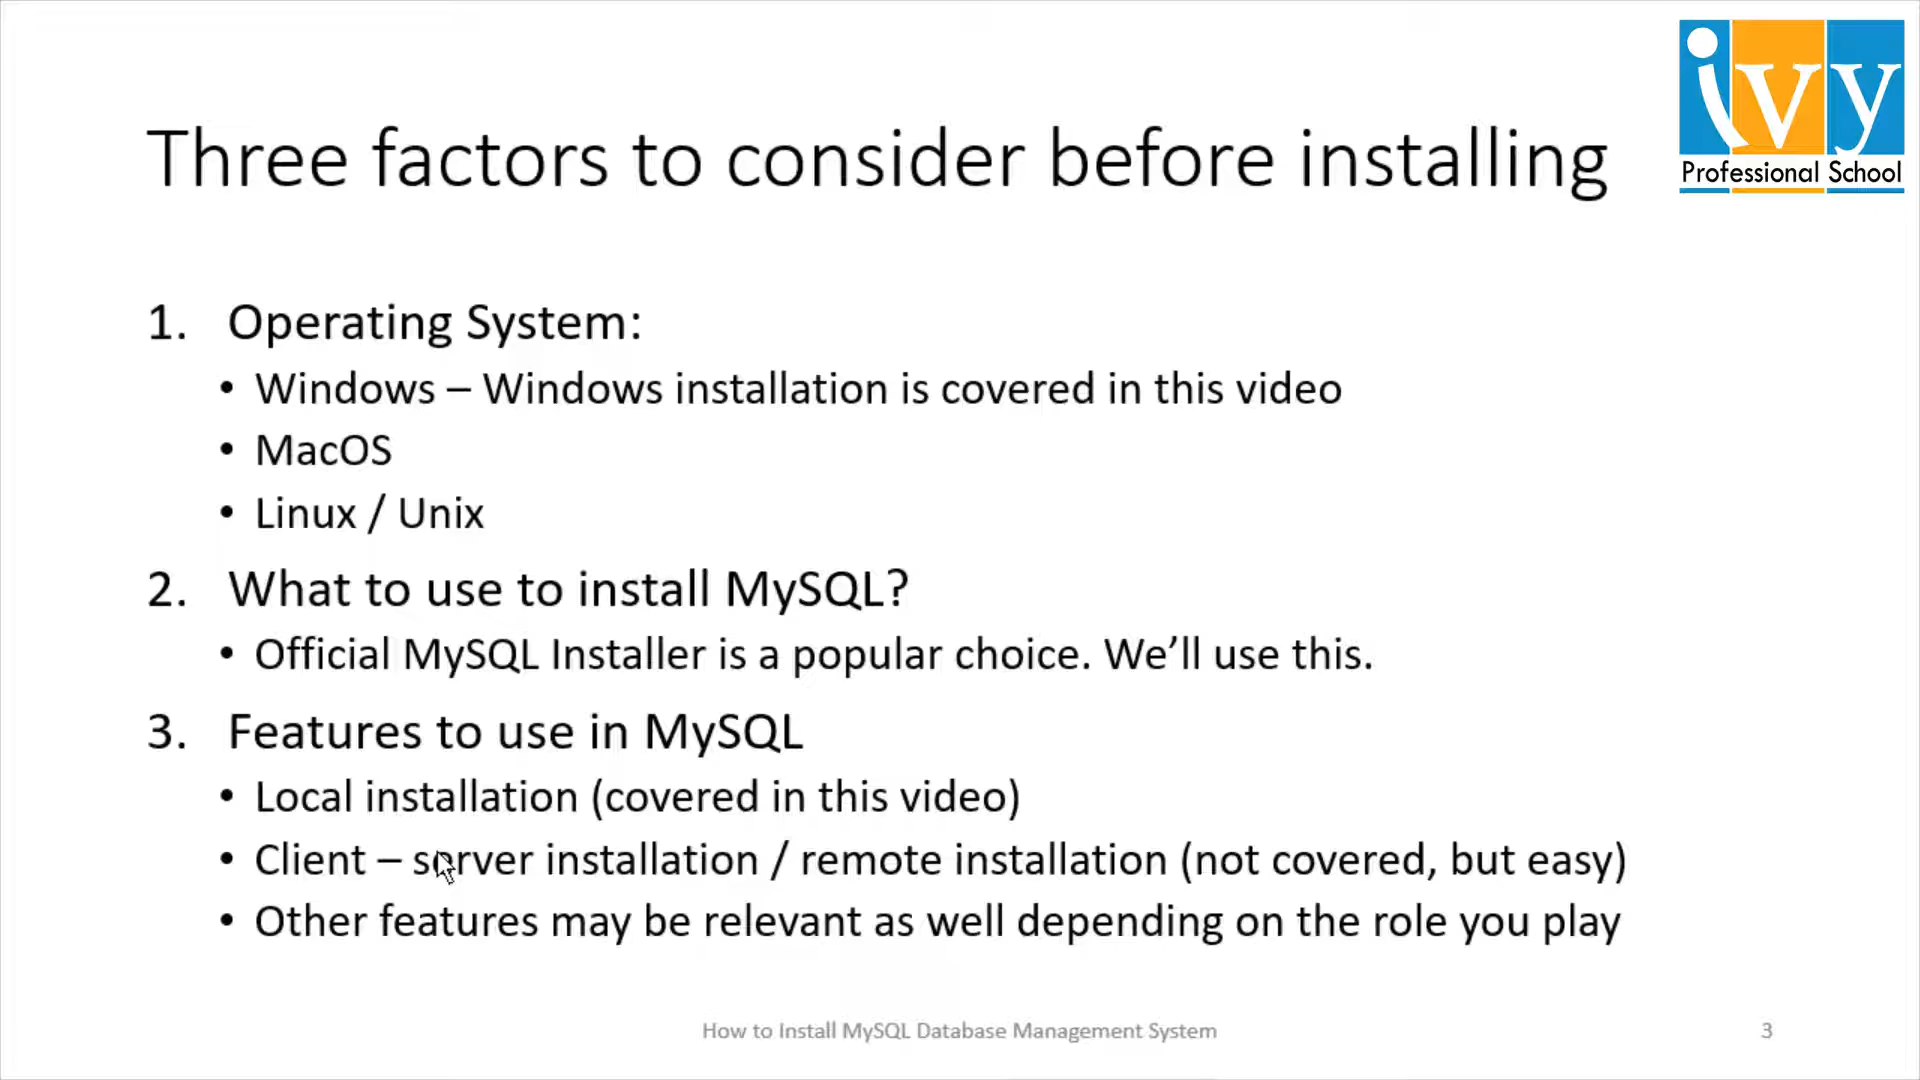 ivy
Professional School
Three factors to consider before installing
1. Operating System:
• Windows – Windows installation is covered in this video
• MacOS
• Linux / Unix
2. What to use to install MySQL?
• Official MySQL Installer is a popular choice. We’ll use this.
3. Features to use in MySQL
• Local installation (covered in this video)
• Client – server installation / remote installation (not covered, but easy)
• Other features may be relevant as well depending on the role you play
How to Install MySQL Database Management System
3